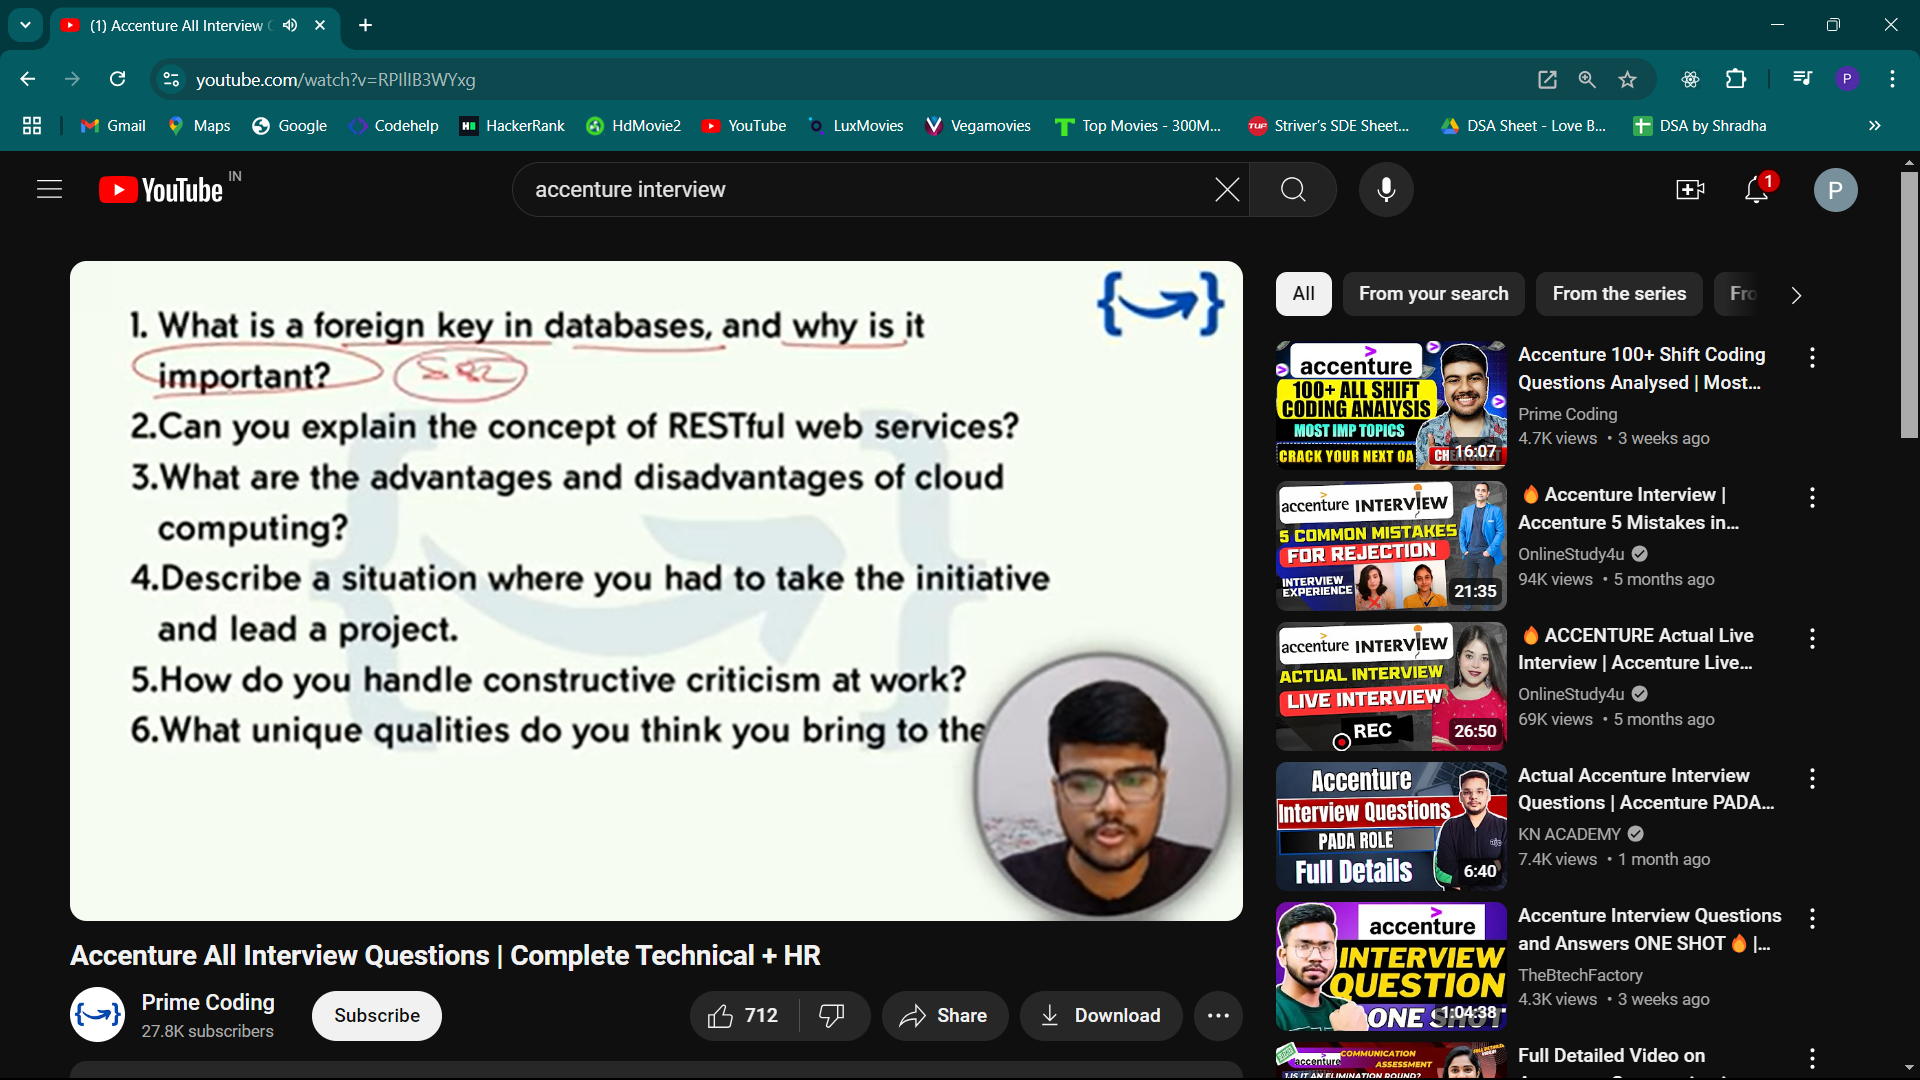 (1) Accenture All Interview
youtube.com/watch?v=RPIlIB3WYxg
P
Gmail
Maps
Google
Codehelp
HackerRank
HdMovie2
YouTube
LuxMovies
Vegamovies
Top Movies - 300M...
Striver's SDE Sheet...
DSA Sheet - Love B...
DSA by Shradha
»
YouTube IN
accenture interview
1
P
1. What is a foreign key in databases, and why is it
important?
2.Can you explain the concept of RESTful web services?
3.What are the advantages and disadvantages of cloud
computing?
4.Describe a situation where you had to take the initiative
and lead a project.
5.How do you handle constructive criticism at work?
6.What unique qualities do you think you bring to the
Accenture All Interview Questions | Complete Technical + HR
Prime Coding
27.8K subscribers
Subscribe
712
Share
Download
All
From your search
From the series
Fro
accenture
100+ ALL SHIFT
CODING ANALYSIS
MOST IMP TOPICS
CRACK YOUR NEXT OA
16:07
Accenture 100+ Shift Coding
Questions Analysed | Most...
Prime Coding
4.7K views • 3 weeks ago
accenture INTERVIEW
5 COMMON MISTAKES
FOR REJECTION
INTERVIEW
EXPERIENCE
21:35
🔥 Accenture Interview |
Accenture 5 Mistakes in...
OnlineStudy4u
94K views • 5 months ago
accenture INTERVIEW
ACTUAL INTERVIEW
LIVE INTERVIEW
REC
26:50
🔥 ACCENTURE Actual Live
Interview | Accenture Live...
OnlineStudy4u
69K views • 5 months ago
Accenture
Interview Questions
PADA ROLE
Full Details
6:40
Actual Accenture Interview
Questions | Accenture PADA...
KN ACADEMY
7.4K views • 1 month ago
accenture
INTERVIEW
QUESTION
ONE SHOT
1:04:38
Accenture Interview Questions
and Answers ONE SHOT 🔥 |...
TheBtechFactory
4.3K views • 3 weeks ago
accenture
COMMUNICATION
ASSESSMENT
1.IS IT AN ELIMINATION ROUND?
Full Detailed Video on